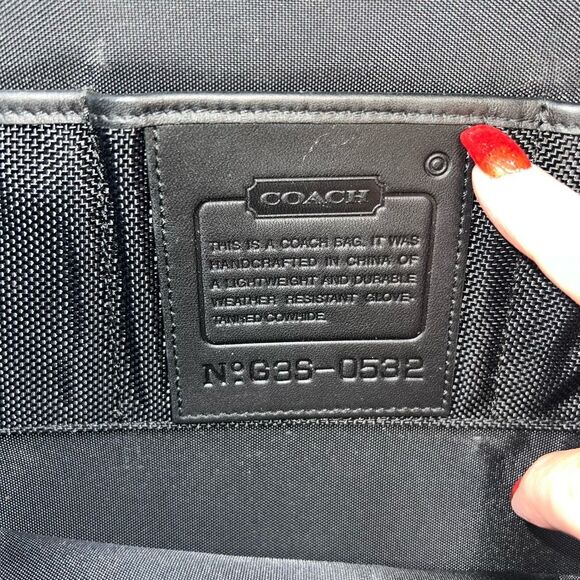 COACH
THIS IS A COACH BAG. IT WAS
HANDCRAFTED IN CHINA OF
A LIGHTWEIGHT AND DURABLE
WEATHER RESISTANT GLOVE-
TANNED COWHIDE.
No:G3S-0532